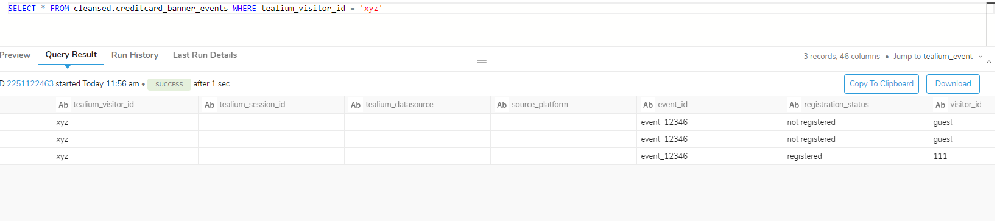 SELECT * FROM cleansed.creditcard_banner_events WHERE tealium_visitor_id = 'xyz'
Preview Query Result Run History Last Run Details 3 records, 46 columns • Jump to tealium_event
D 2251122463 started Today 11:56 am • SUCCESS after 1 sec Copy To Clipboard Download
Ab tealium_visitor_id Ab tealium_session_id Ab tealium_datasource Ab source_platform Ab event_id Ab registration_status Ab visitor_id
xyz event_12346 not registered guest
xyz event_12346 not registered guest
xyz event_12346 registered 111